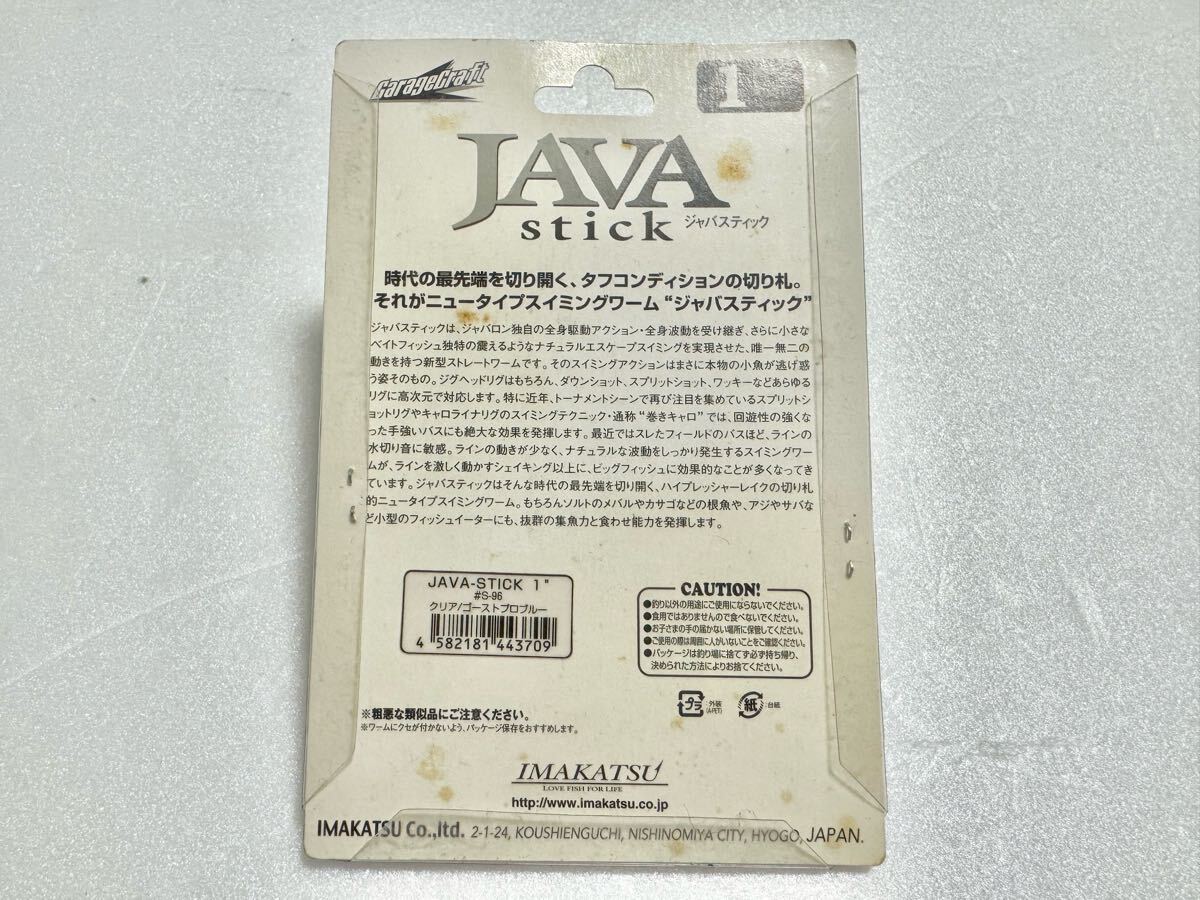 GarageCraft
1
JAVA
stick ジャバスティック
時代の最先端を切り開く、タフコンディションの切り札。
それがニュータイプスイミングワーム“ジャバスティック”
ジャバスティックは、ジャバロン独自の全身駆動アクション・全身波動を受け継ぎ、さらに小さな
ベイトフィッシュ独特の震えるようなナチュラルエスケープスイミングを実現させた、唯一無二の
動きを持つ新型ストレートワームです。そのスイミングアクションはまさに本物の小魚が逃げ惑
う姿そのもの。ジグヘッドリグはもちろん、ダウンショット、スプリットショット、ワッキーなどあらゆる
リグに高次元で対応します。特に近年、トーナメントシーンで再び注目を集めているスプリットシ
ョットリグやキャロライナリグのスイミングテクニック・通称“巻きキャロ”では、回遊性の強くな
った手強いバスにも絶大な効果を発揮します。最近ではスレたフィールドのバスほど、ラインの
水切り音に敏感。ラインの動きが少なく、ナチュラルな波動をしっかり発生するスイミングワー
ムが、ラインを激しく動かすシェイキング以上に、ビッグフィッシュに効果的なことが多くなってき
ています。ジャバスティックはそんな時代の最先端を切り開く、ハイプレッシャーレイクの切り札
的ニュータイプスイミングワーム。もちろんソルトのメバルやカサゴなどの根魚や、アジやサバな
ど小型のフィッシュイーターにも、抜群の集魚力と食わせ能力を発揮します。
JAVA-STICK 1"
#S-96
クリア/ゴーストプロブルー
4 582181 443709
CAUTION!
●釣り以外の用途にご使用にならないでください。
●食用ではありませんので食べないでください。
●お子さまの手の届かない場所に保管してください。
●ご使用の際は周囲に人がいないことをご確認ください。
●パッケージは釣り場に捨てず必ず持ち帰り、
決められた方法によりお捨てください。
プラ :外装
(A-PET)
紙 :台紙
※粗悪な類似品にご注意ください。
※ワームにクセが付かないよう、パッケージ保存をおすすめします。
IMAKATSU
LOVE FISH FOR LIFE
http://www.imakatsu.co.jp
IMAKATSU Co.,ltd. 2-1-24, KOUSHIENGUCHI, NISHINOMIYA CITY, HYOGO, JAPAN.